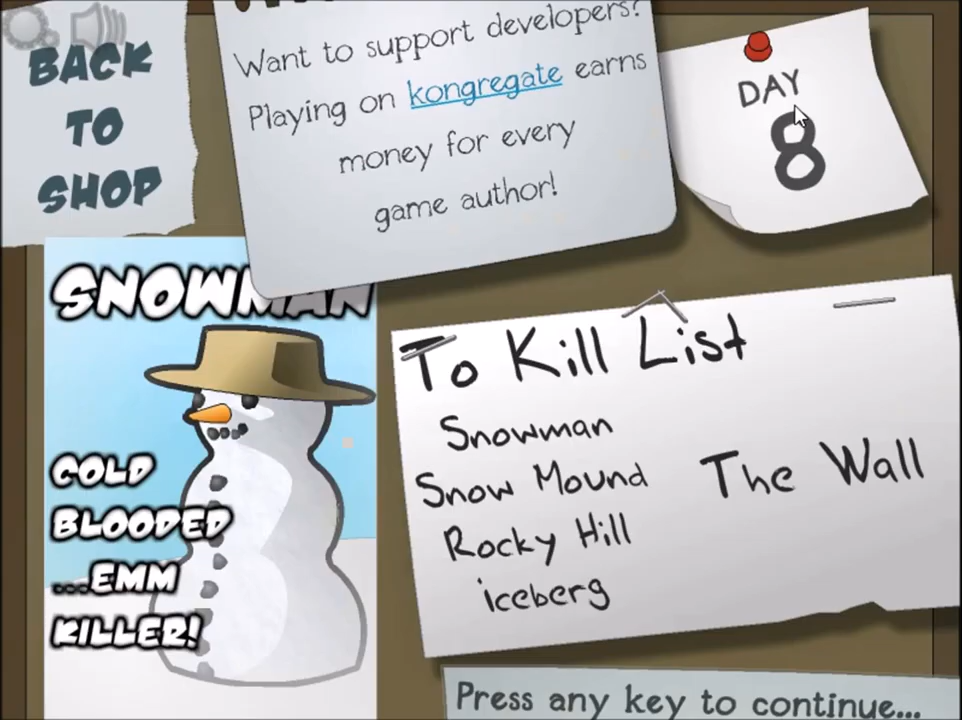 BACK
TO
SHOP
Want to support developers?
Playing on kongregate earns
money for every
game author!
DAY
8
SNOWMAN
COLD
BLOODED
...EMM
KILLER!
To Kill List
Snowman
Snow Mound
Rocky Hill
iceberg
The Wall
Press any key to continue...